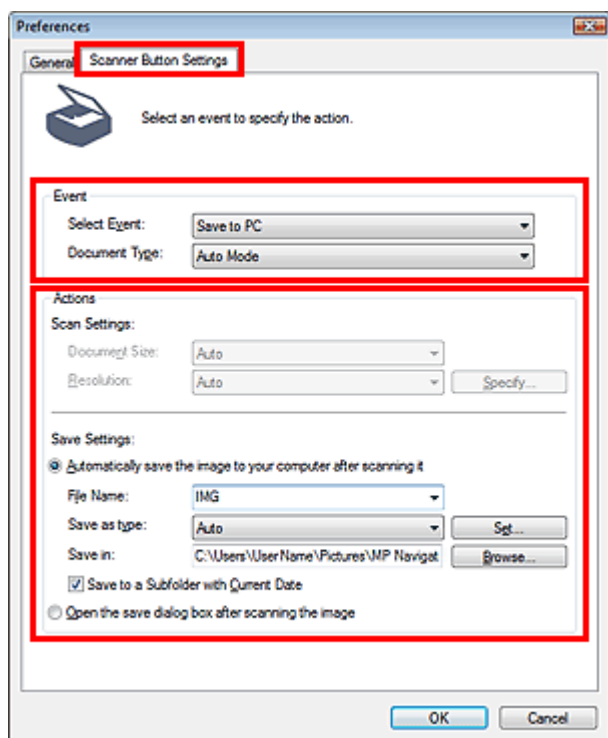 Preferences
General Scanner Button Settings
Select an event to specify the action.
Event
Select Event: Save to PC
Document Type: Auto Mode
Actions
Scan Settings:
Document Size: Auto
Resolution: Auto Specify...
Save Settings:
Automatically save the image to your computer after scanning it
File Name: IMG
Save as type: Auto Set...
Save in: C:\Users\UserName\Pictures\MP Navigat Browse...
Save to a Subfolder with Current Date
Open the save dialog box after scanning the image
OK Cancel